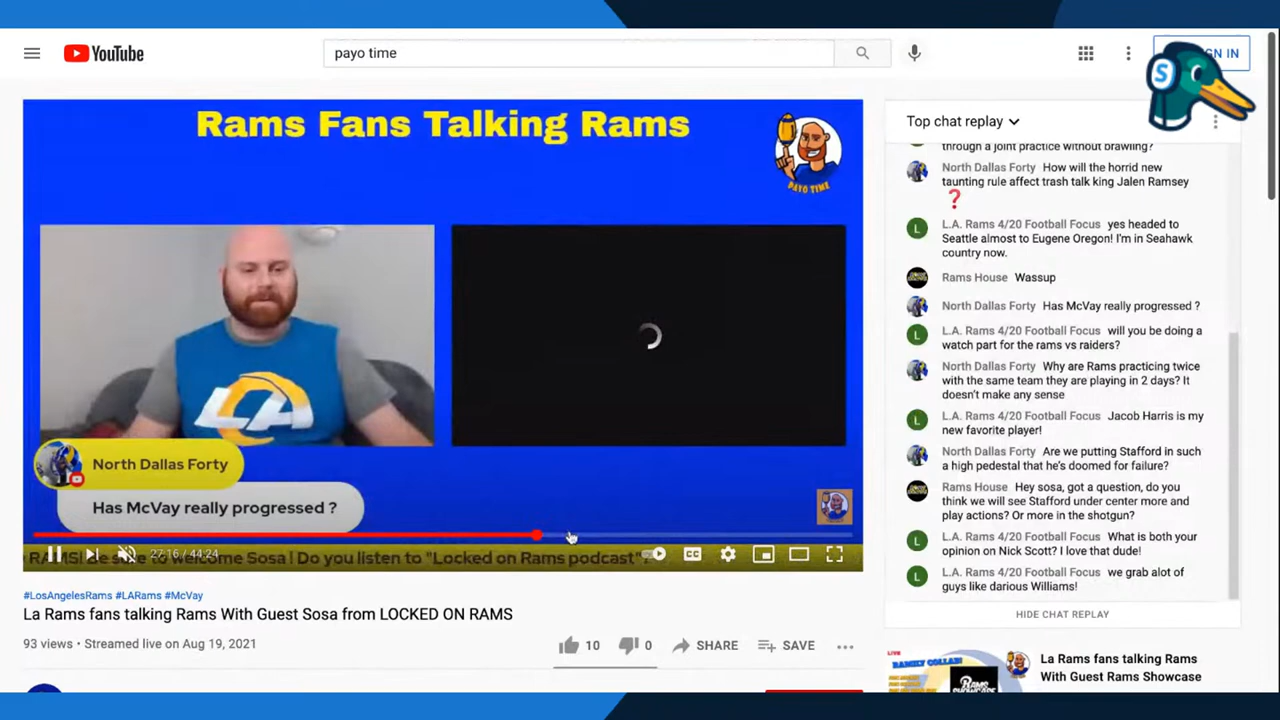 YouTube
payo time
SIGN IN
S
Rams Fans Talking Rams
PAYO TIME
LA
North Dallas Forty
Has McVay really progressed ?
RAMS! Be sure to welcome Sosa! Do you listen to "Locked on Rams podcast"?
27:16 / 44:24
CC
#LosAngelesRams #LARams #McVay
La Rams fans talking Rams With Guest Sosa from LOCKED ON RAMS
93 views • Streamed live on Aug 19, 2021
10
0
SHARE
SAVE
Top chat replay
through a joint practice without brawling?
North Dallas Forty How will the horrid new
taunting rule affect trash talk king Jalen Ramsey
❓
L.A. Rams 4/20 Football Focus yes headed to
Seattle almost to Eugene Oregon! I'm in Seahawk
country now.
Rams House Wassup
North Dallas Forty Has McVay really progressed ?
L.A. Rams 4/20 Football Focus will you be doing a
watch part for the rams vs raiders?
North Dallas Forty Why are Rams practicing twice
with the same team they are playing in 2 days? It
doesn't make any sense
L.A. Rams 4/20 Football Focus Jacob Harris is my
new favorite player!
North Dallas Forty Are we putting Stafford in such
a high pedestal that he's doomed for failure?
Rams House Hey sosa, got a question, do you
think we will see Stafford under center more and
play actions? Or more in the shotgun?
L.A. Rams 4/20 Football Focus What is both your
opinion on Nick Scott? I love that dude!
L.A. Rams 4/20 Football Focus we grab alot of
guys like darious Williams!
HIDE CHAT REPLAY
LIVE
FAMILY COLLAB!
RAMS
SHOWCASE
La Rams fans talking Rams
With Guest Rams Showcase